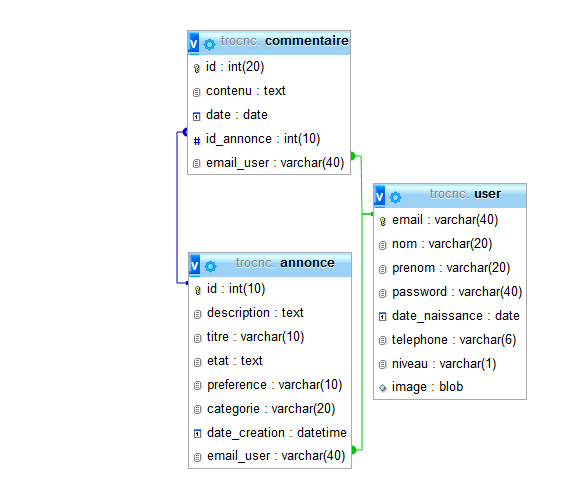 v trocnc. commentaire
id : int(20)
contenu : text
date : date
# id_annonce : int(10)
email_user : varchar(40)
v trocnc. user
email : varchar(40)
nom : varchar(20)
prenom : varchar(20)
password : varchar(40)
date_naissance : date
telephone : varchar(6)
niveau : varchar(1)
image : blob
v trocnc. annonce
id : int(10)
description : text
titre : varchar(10)
etat : text
preference : varchar(10)
categorie : varchar(20)
date_creation : datetime
email_user : varchar(40)